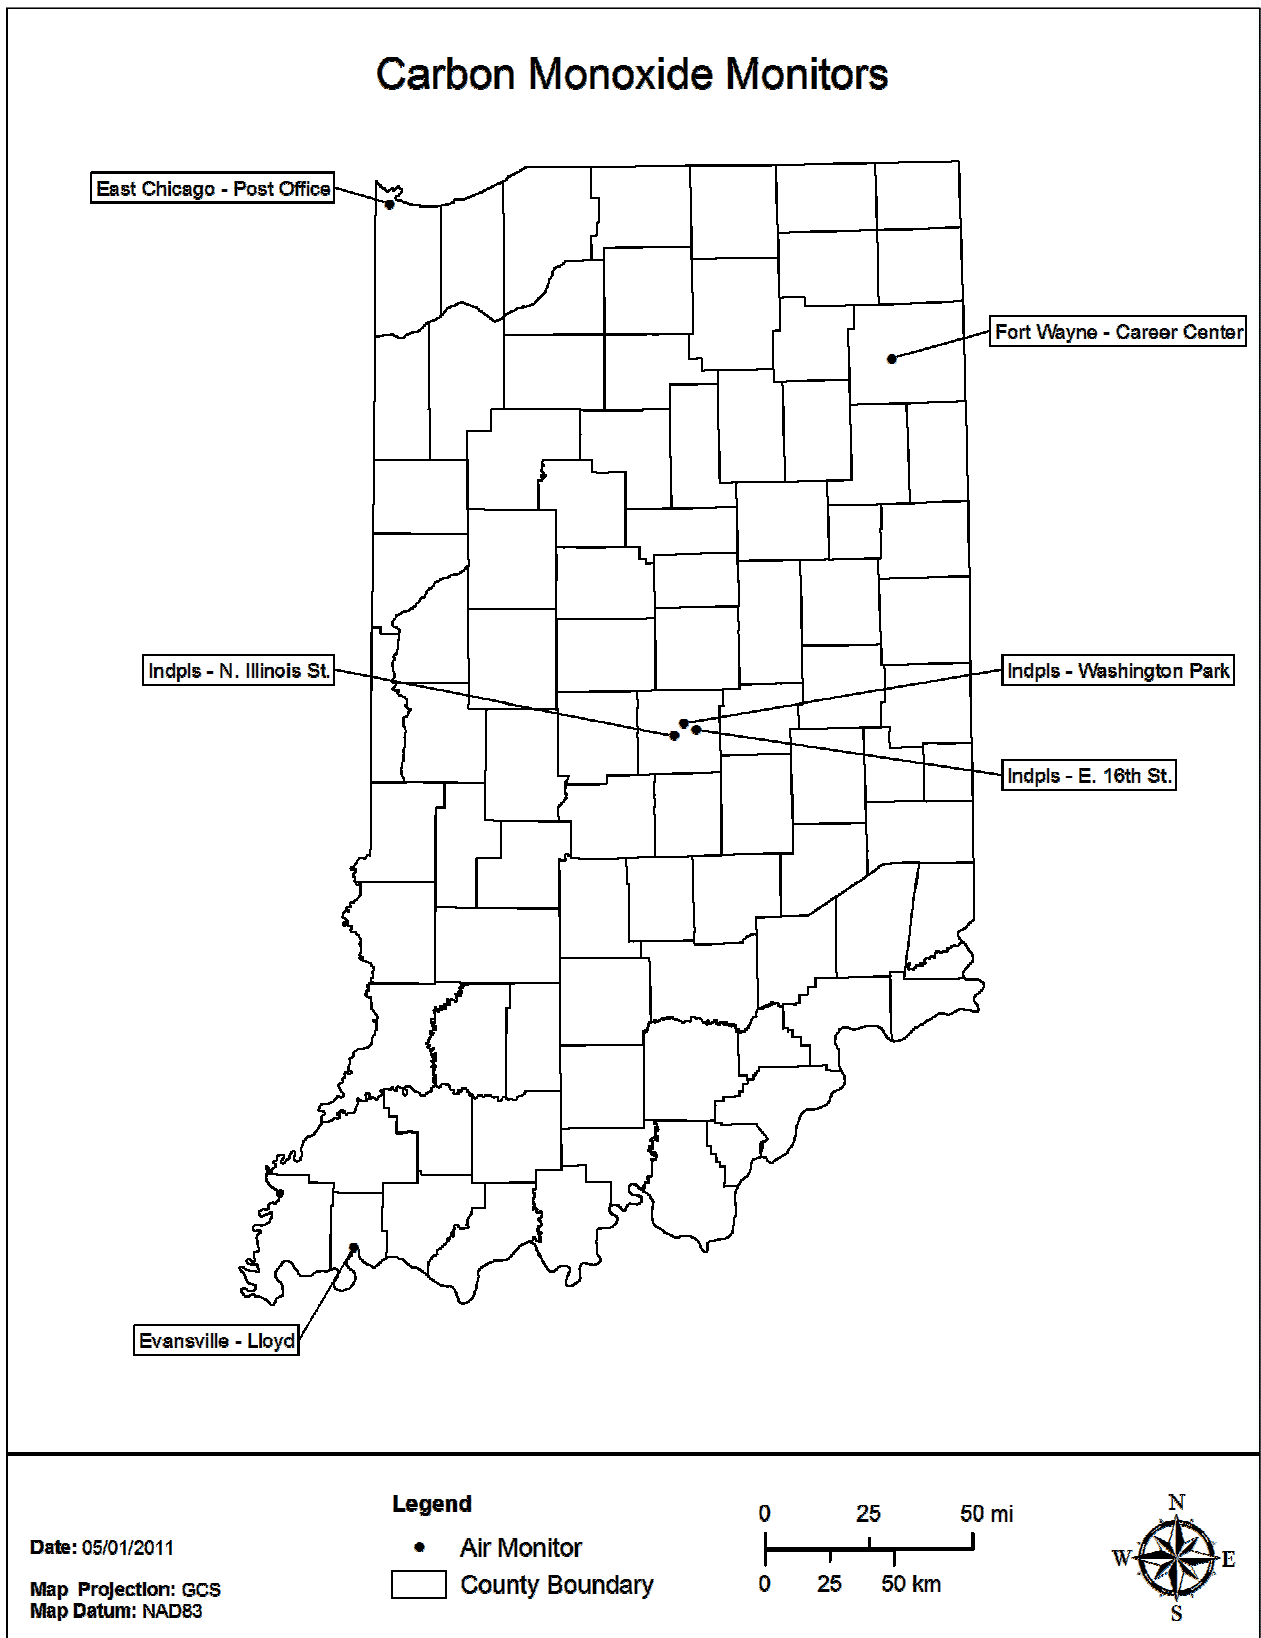 Carbon Monoxide Monitors
East Chicago - Post Office
Fort Wayne - Career Center
Indpls - N. Illinois St.
Indpls - Washington Park
Indpls - E. 16th St.
Evansville - Lloyd
Legend
Air Monitor
County Boundary
Date: 05/01/2011
Map Projection: GCS
Map Datum: NAD83
0 25 50 mi
0 25 50 km
N
W E
S